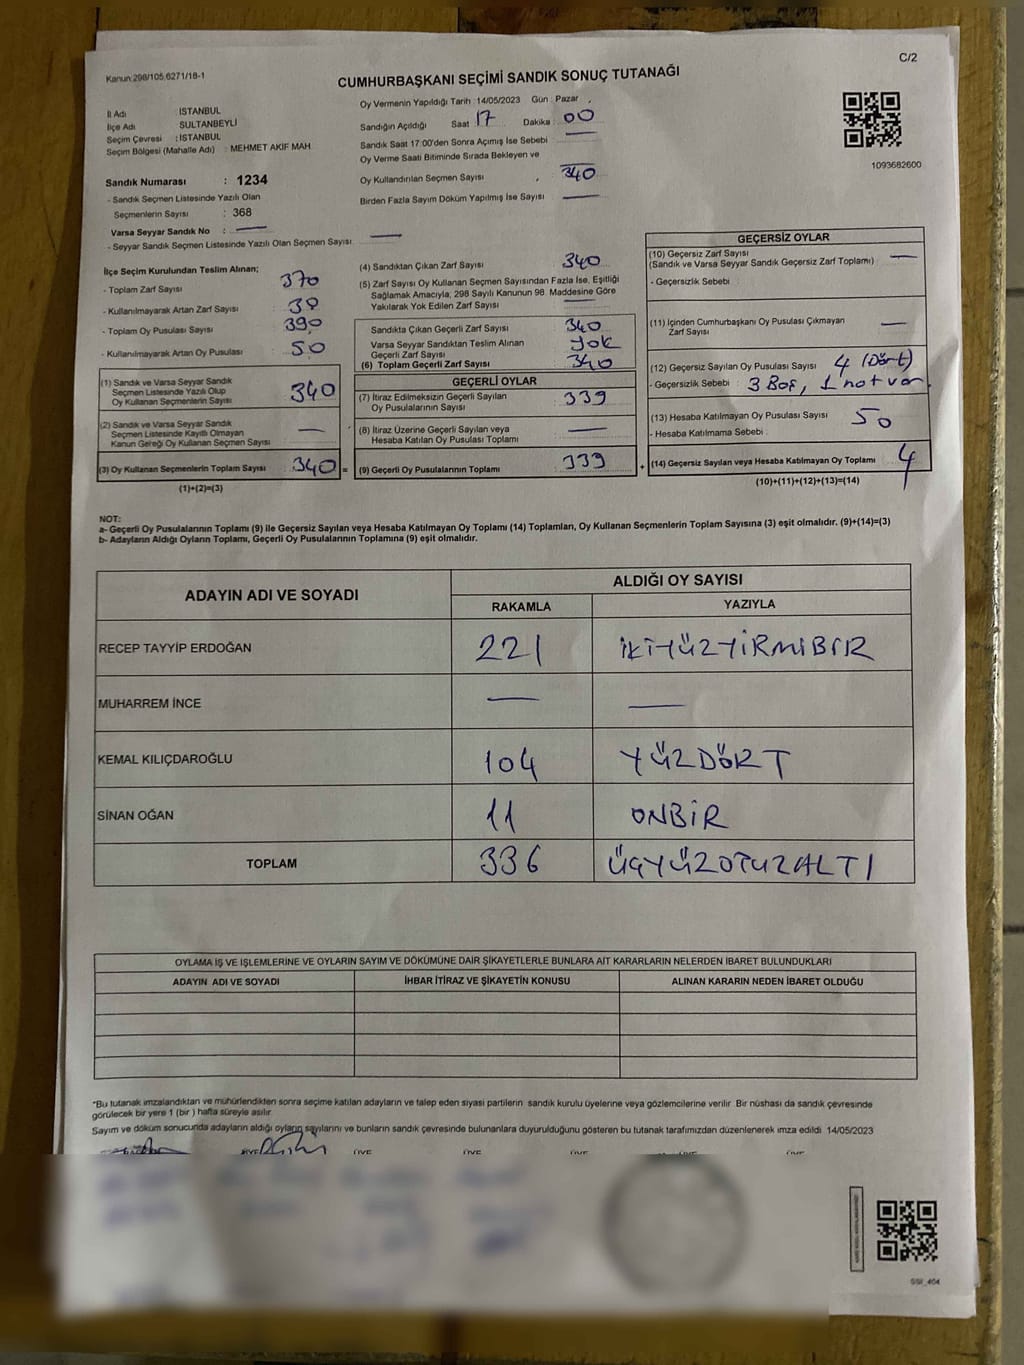 C/2
Kanun:298/105,6271/18-1
CUMHURBAŞKANI SEÇİMİ SANDIK SONUÇ TUTANAĞI
İl Adı : İSTANBUL
İlçe Adı : SULTANBEYLİ
Seçim Çevresi : İSTANBUL
Seçim Bölgesi (Mahalle Adı) : MEHMET AKİF MAH
Sandık Numarası : 1234
- Sandık Seçmen Listesinde Yazılı Olan
Seçmenlerin Sayısı : 368
Varsa Seyyar Sandık No : —
- Seyyar Sandık Seçmen Listesinde Yazılı Olan Seçmen Sayısı —
Oy Vermenin Yapıldığı Tarih : 14/05/2023 Gün : Pazar
Sandığın Açıldığı Saat 17 Dakika : 00
Sandık Saat 17:00'den Sonra Açımış İse Sebebi —
Oy Verme Saati Bitiminde Sırada Bekleyen ve —
Oy Kullandırılan Seçmen Sayısı 340
Birden Fazla Sayım Döküm Yapılmış İse Sayısı —
1093682600
İlçe Seçim Kurulundan Teslim Alınan;
- Toplam Zarf Sayısı 370
- Kullanılmayarak Artan Zarf Sayısı : 30
- Toplam Oy Pusulası Sayısı 390
- Kullanılmayarak Artan Oy Pusulası 50
(1) Sandık ve Varsa Seyyar Sandık
Seçmen Listesinde Yazılı Olup
Oy Kullanan Seçmenlerin Sayısı 340
(2) Sandık ve Varsa Seyyar Sandık
Seçmen Listesinde Kayıtlı Olmayan
Kanun Gereği Oy Kullanan Seçmen Sayısı —
(3) Oy Kullanan Seçmenlerin Toplam Sayısı 340 =
(1)+(2)=(3)
(4) Sandıktan Çıkan Zarf Sayısı 340
(5) Zarf Sayısı Oy Kullanan Seçmen Sayısından Fazla İse, Eşitliği
Sağlamak Amacıyla, 298 Sayılı Kanunun 98. Maddesine Göre
Yakılarak Yok Edilen Zarf Sayısı —
Sandıkta Çıkan Geçerli Zarf Sayısı 340
Varsa Seyyar Sandıktan Teslim Alınan
Geçerli Zarf Sayısı yok
(6) Toplam Geçerli Zarf Sayısı 340
GEÇERLİ OYLAR
(7) İtiraz Edilmeksizin Geçerli Sayılan
Oy Pusulalarının Sayısı 339
(8) İtiraz Üzerine Geçerli Sayılan veya
Hesaba Katılan Oy Pusulası Toplamı —
(9) Geçerli Oy Pusulalarının Toplamı 339 +
GEÇERSİZ OYLAR
(10) Geçersiz Zarf Sayısı
(Sandık ve Varsa Seyyar Sandık Geçersiz Zarf Toplamı) —
- Geçersizlik Sebebi :
(11) İçinden Cumhurbaşkanı Oy Pusulası Çıkmayan
Zarf Sayısı —
(12) Geçersiz Sayılan Oy Pusulası Sayısı 4 (Dört)
- Geçersizlik Sebebi : 3 Boş, 1 not var.
(13) Hesaba Katılmayan Oy Pusulası Sayısı 50
- Hesaba Katılmama Sebebi :
(14) Geçersiz Sayılan veya Hesaba Katılmayan Oy Toplamı 4
(10)+(11)+(12)+(13)=(14)
NOT:
a- Geçerli Oy Pusulalarının Toplamı (9) ile Geçersiz Sayılan veya Hesaba Katılmayan Oy Toplamı (14) Toplamları, Oy Kullanan Seçmenlerin Toplam Sayısına (3) eşit olmalıdır. (9)+(14)=(3)
b- Adayların Aldığı Oyların Toplamı, Geçerli Oy Pusulalarının Toplamına (9) eşit olmalıdır.
ADAYIN ADI VE SOYADI ALDIĞI OY SAYISI
RAKAMLA YAZIYLA
RECEP TAYYİP ERDOĞAN 221 İKİYÜZYİRMİBİR
MUHARREM İNCE — —
KEMAL KILIÇDAROĞLU 104 YÜZDÖRT
SİNAN OĞAN 11 ONBİR
TOPLAM 336 ÜÇYÜZOTUZALTI
OYLAMA İŞ VE İŞLEMLERİNE VE OYLARIN SAYIM VE DÖKÜMÜNE DAİR ŞİKAYETLERLE BUNLARA AİT KARARLARIN NELERDEN İBARET BULUNDUKLARI
ADAYIN ADI VE SOYADI İHBAR İTİRAZ VE ŞİKAYETİN KONUSU ALINAN KARARIN NEDEN İBARET OLDUĞU
*Bu tutanak imzalandıktan ve mühürlendikten sonra seçime katılan adayların ve talep eden siyasi partilerin sandık kurulu üyelerine veya gözlemcilerine verilir. Bir nüshası da sandık çevresinde
görülecek bir yere 1 (bir ) hafta süreyle asılır.
Sayım ve döküm sonucunda adayların aldığı oyların sayılarını ve bunların sandık çevresinde bulunanlara duyurulduğunu gösteren bu tutanak tarafımızdan düzenlenerek imza edildi. 14/05/2023
SSI_404